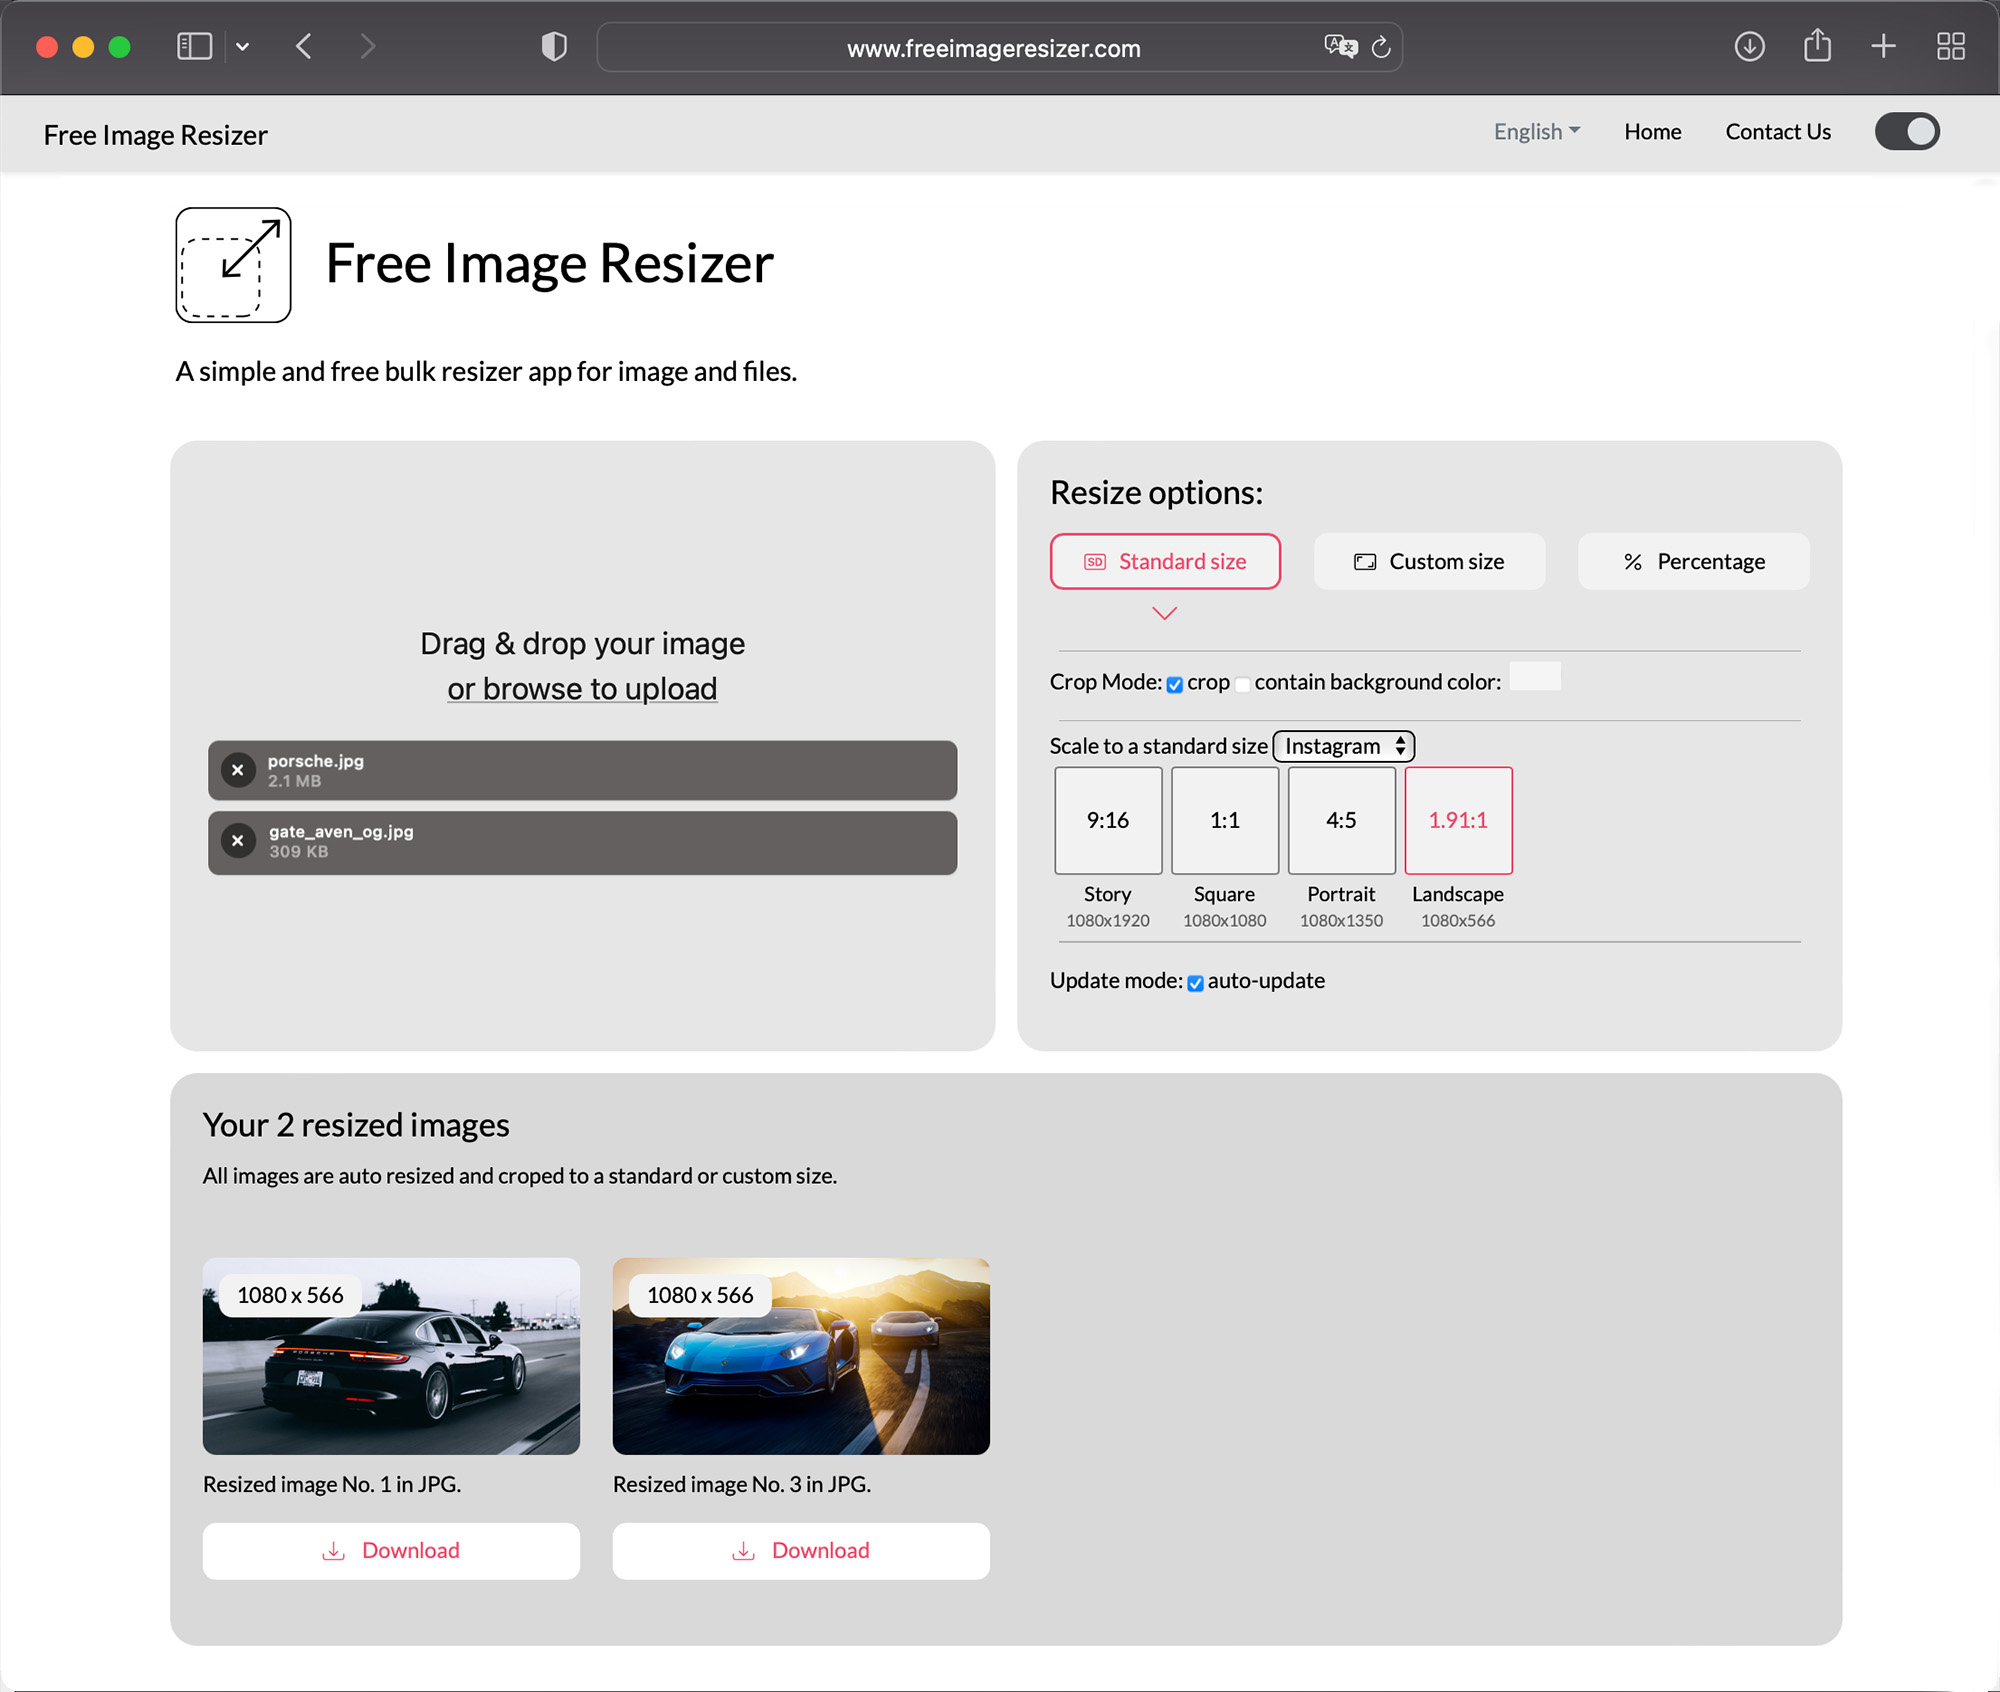 www.freeimageresizer.com
Free Image Resizer
English
Home
Contact Us
Free Image Resizer
A simple and free bulk resizer app for image and files.
Drag & drop your image
or browse to upload
porsche.jpg
2.1 MB
gate_aven_og.jpg
309 KB
Resize options:
SD Standard size
Custom size
% Percentage
Crop Mode: crop contain background color:
Scale to a standard size Instagram
9:16
1:1
4:5
1.91:1
Story
Square
Portrait
Landscape
1080x1920
1080x1080
1080x1350
1080x566
Update mode: auto-update
Your 2 resized images
All images are auto resized and croped to a standard or custom size.
1080 x 566
1080 x 566
PORSCHE
Resized image No. 1 in JPG.
Resized image No. 3 in JPG.
Download
Download